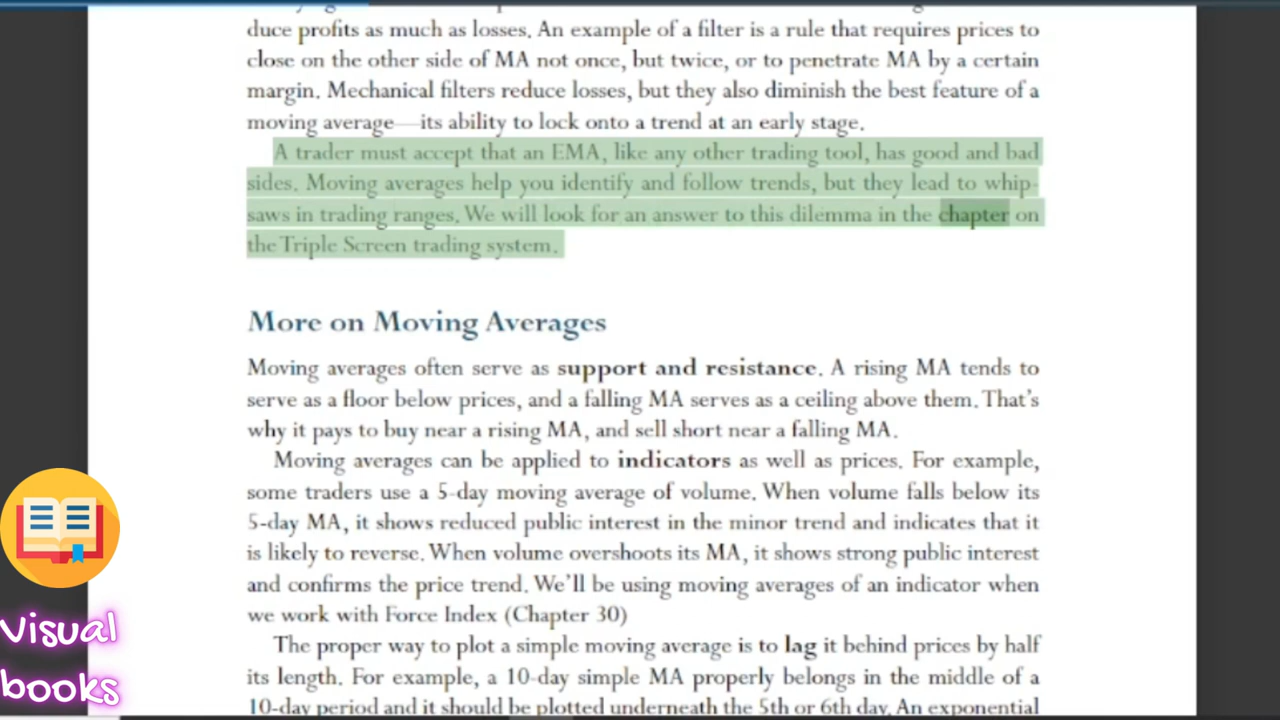 duce profits as much as losses. An example of a filter is a rule that requires prices to
close on the other side of MA not once, but twice, or to penetrate MA by a certain
margin. Mechanical filters reduce losses, but they also diminish the best feature of a
moving average—its ability to lock onto a trend at an early stage.
A trader must accept that an EMA, like any other trading tool, has good and bad
sides. Moving averages help you identify and follow trends, but they lead to whip-
saws in trading ranges. We will look for an answer to this dilemma in the chapter on
the Triple Screen trading system.
More on Moving Averages
Moving averages often serve as support and resistance. A rising MA tends to
serve as a floor below prices, and a falling MA serves as a ceiling above them. That's
why it pays to buy near a rising MA, and sell short near a falling MA.
Moving averages can be applied to indicators as well as prices. For example,
some traders use a 5-day moving average of volume. When volume falls below its
5-day MA, it shows reduced public interest in the minor trend and indicates that it
is likely to reverse. When volume overshoots its MA, it shows strong public interest
and confirms the price trend. We'll be using moving averages of an indicator when
we work with Force Index (Chapter 30)
The proper way to plot a simple moving average is to lag it behind prices by half
its length. For example, a 10-day simple MA properly belongs in the middle of a
10-day period and it should be plotted underneath the 5th or 6th day. An exponential
Visual
books